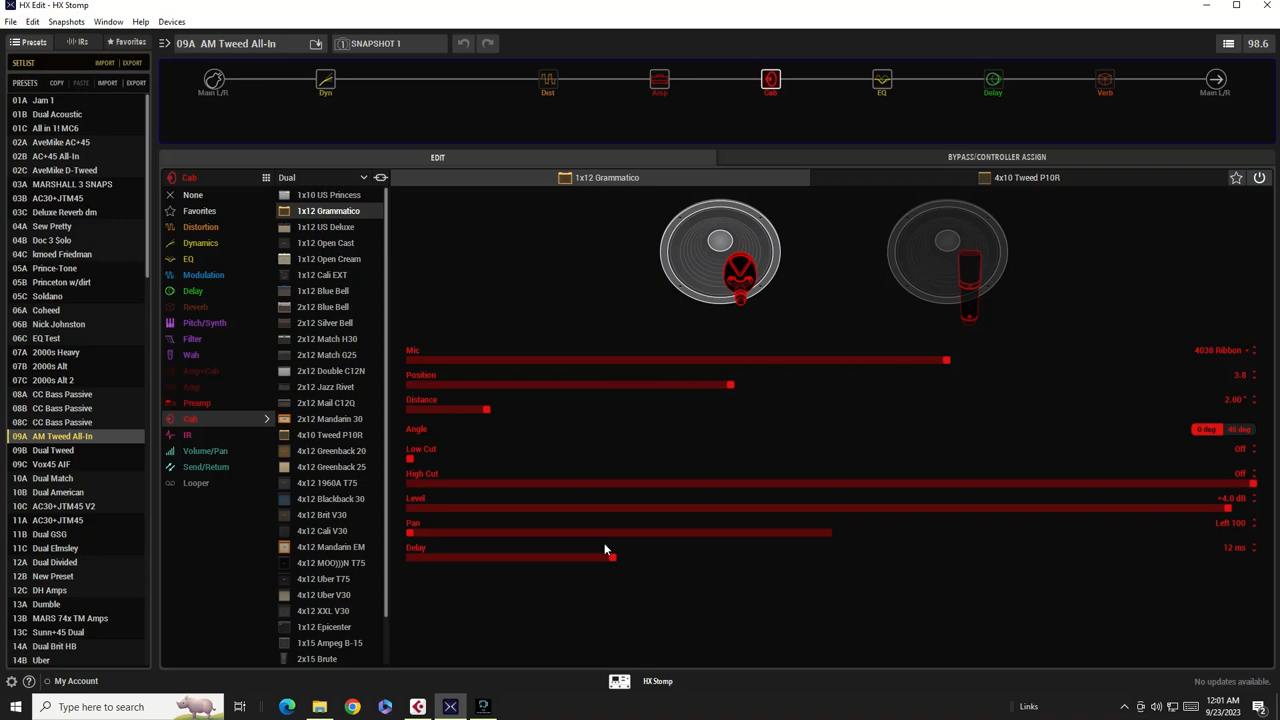 HX Edit - HX Stomp
File Edit Snapshots Window Help Devices
Presets IRs Favorites
09A AM Tweed All-In
SNAPSHOT 1
98.6
SETLIST IMPORT EXPORT
PRESETS COPY PASTE IMPORT EXPORT
01A Jam 1
01B Dual Acoustic
01C All in 1! MC6
02A AveMike AC+45
02B AC+45 All-In
02C AveMike D-Tweed
03A MARSHALL 3 SNAPS
03B AC30+JTM45
03C Deluxe Reverb dm
04A Sew Pretty
04B Doc 3 $olo
04C kmoed Friedman
05A Prince-Tone
05B Princeton w/dirt
05C Soldano
06A Coheed
06B Nick Johnston
06C EQ Test
07A 2000s Heavy
07B 2000s Alt
07C 2000s Alt 2
08A CC Bass Passive
08B CC Bass Passive
08C CC Bass Passive
09A AM Tweed All-In
09B Dual Tweed
09C Vox45 AIF
10A Dual Match
10B Dual American
10C AC30+JTM45 V2
11A AC30+JTM45
11B Dual GSG
11C Dual Elmsley
12A Dual Divided
12B New Preset
12C DH Amps
13A Dumble
13B MARS 74x TM Amps
13C Sunn+45 Dual
14A Dual Brit HB
14B Uber
Main L/R
Dyn
Dist
Amp
Cab
EQ
Delay
Verb
Main L/R
EDIT
BYPASS/CONTROLLER ASSIGN
Cab
Dual
1x12 Grammatico
4x10 Tweed P10R
None
Favorites
Distortion
Dynamics
EQ
Modulation
Delay
Reverb
Pitch/Synth
Filter
Wah
Amp+Cab
Amp
Preamp
Cab
IR
Volume/Pan
Send/Return
Looper
1x10 US Princess
1x12 Grammatico
1x12 US Deluxe
1x12 Open Cast
1x12 Open Cream
1x12 Cali EXT
1x12 Blue Bell
2x12 Blue Bell
2x12 Silver Bell
2x12 Match H30
2x12 Match G25
2x12 Double C12N
2x12 Jazz Rivet
2x12 Mail C12Q
2x12 Mandarin 30
4x10 Tweed P10R
4x12 Greenback 20
4x12 Greenback 25
4x12 1960A T75
4x12 Blackback 30
4x12 Brit V30
4x12 Cali V30
4x12 Mandarin EM
4x12 MOO)))N T75
4x12 Uber T75
4x12 Uber V30
4x12 XXL V30
1x12 Epicenter
1x15 Ampeg B-15
2x15 Brute
Mic 4038 Ribbon
Position 3.8
Distance 2.00"
Angle 0 deg 45 deg
Low Cut Off
High Cut Off
Level +4.0 dB
Pan Left 100
Delay 12 ms
My Account
HX Stomp
No updates available.
Type here to search
Links
12:01 AM
9/23/2023
2